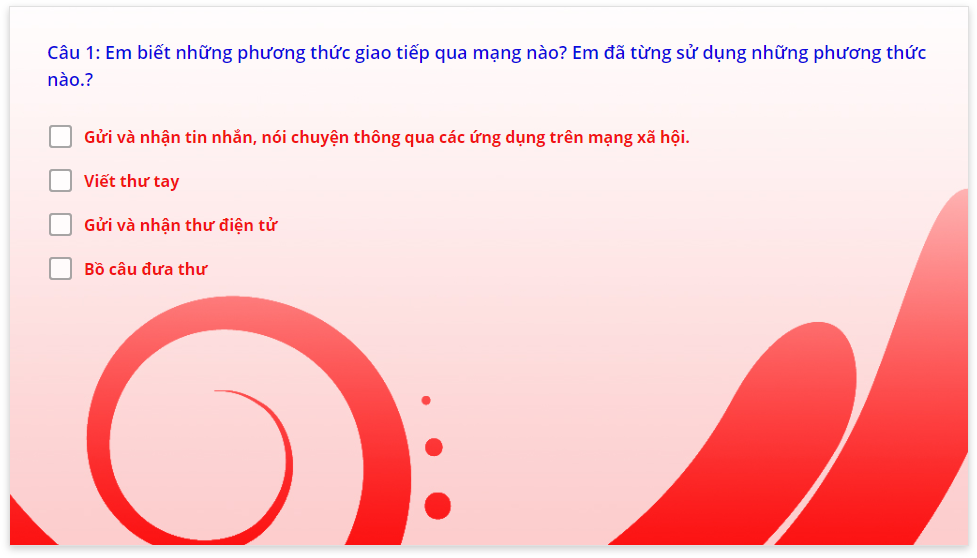 Câu 1: Em biết những phương thức giao tiếp qua mạng nào? Em đã từng sử dụng những phương thức
nào.?
Gửi và nhận tin nhắn, nói chuyện thông qua các ứng dụng trên mạng xã hội.
Viết thư tay
Gửi và nhận thư điện tử
Bồ câu đưa thư